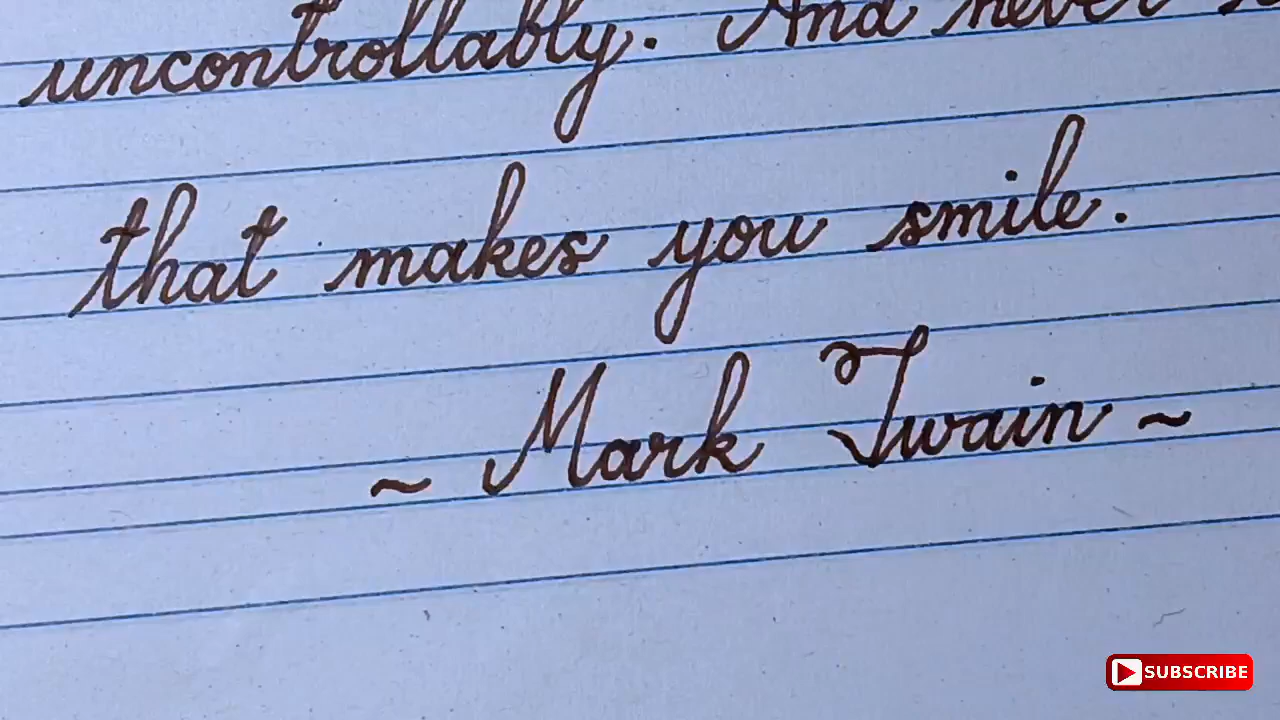 uncontrollably. And never
that makes you smile.
~ Mark Twain ~
SUBSCRIBE